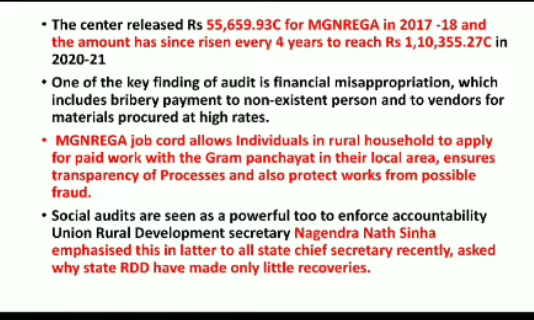 • The center released Rs 55,659.93C for MGNREGA in 2017 -18 and
the amount has since risen every 4 years to reach Rs 1,10,355.27C in
2020-21
• One of the key finding of audit is financial misappropriation, which
includes bribery payment to non-existent person and to vendors for
materials procured at high rates.
• MGNREGA job cord allows Individuals in rural household to apply
for paid work with the Gram panchayat in their local area, ensures
transparency of Processes and also protect works from possible
fraud.
• Social audits are seen as a powerful too to enforce accountability
Union Rural Development secretary Nagendra Nath Sinha
emphasised this in latter to all state chief secretary recently, asked
why state RDD have made only little recoveries.